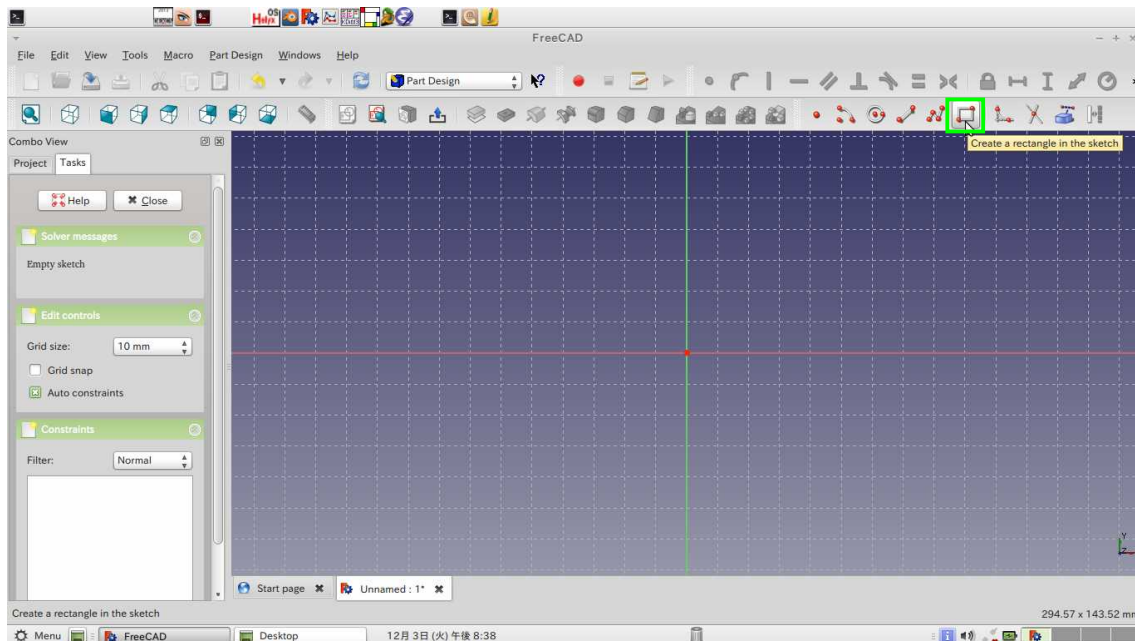 FreeCAD
File Edit View Tools Macro Part Design Windows Help
Part Design
Combo View
Create a rectangle in the sketch
Project Tasks
Help Close
Solver messages
Empty sketch
Edit controls
Grid size: 10 mm
Grid snap
Auto constraints
Constraints
Filter: Normal
Y
Z
Start page Unnamed : 1*
Create a rectangle in the sketch 294.57 x 143.52 mm
Menu FreeCAD Desktop 12月 3日 (火) 午後 8:38